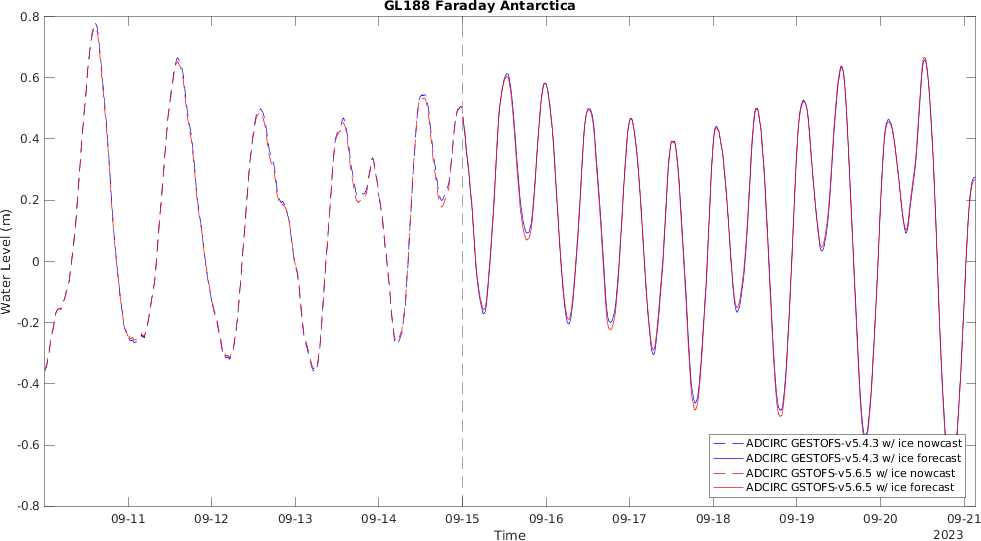 GL188 Faraday Antarctica
0.8
0.6
0.4
0.2
0
-0.2
-0.4
-0.6
-0.8
Water Level (m)
ADCIRC GESTOFS-v5.4.3 w/ ice nowcast
ADCIRC GESTOFS-v5.4.3 w/ ice forecast
ADCIRC GSTOFS-v5.6.5 w/ ice nowcast
ADCIRC GSTOFS-v5.6.5 w/ ice forecast
09-11 09-12 09-13 09-14 09-15 09-16 09-17 09-18 09-19 09-20 09-21
Time
2023